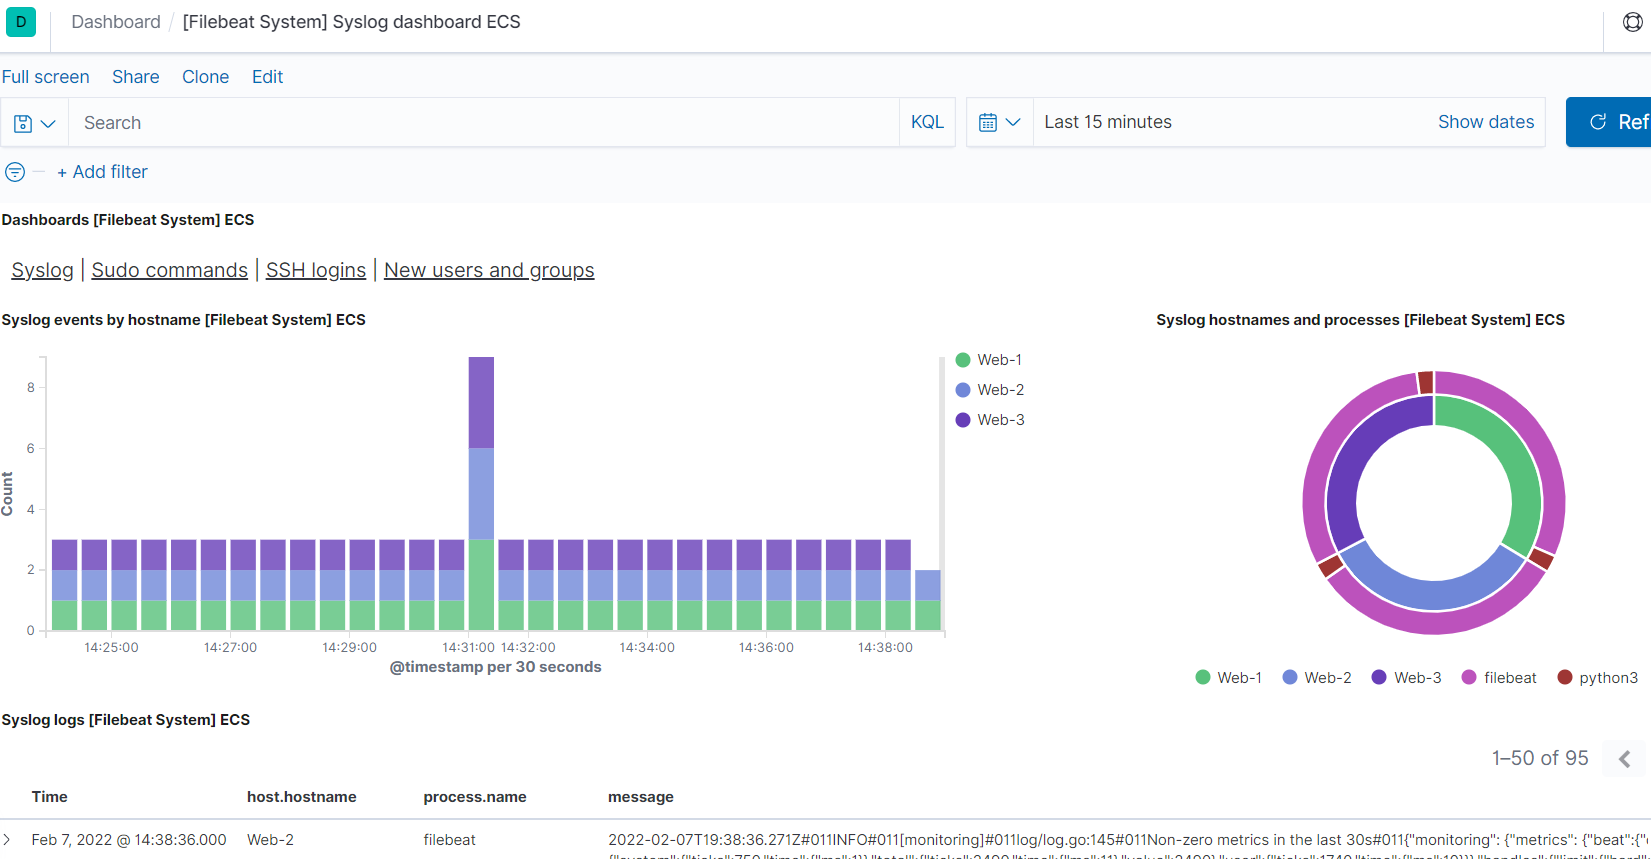 D Dashboard / [Filebeat System] Syslog dashboard ECS
Full screen Share Clone Edit
Search KQL Last 15 minutes Show dates Ref
+ Add filter
Dashboards [Filebeat System] ECS
Syslog | Sudo commands | SSH logins | New users and groups
Syslog events by hostname [Filebeat System] ECS
Count
8
6
4
2
0
14:25:00 14:27:00 14:29:00 14:31:00 14:32:00 14:34:00 14:36:00 14:38:00
@timestamp per 30 seconds
Web-1
Web-2
Web-3
Syslog hostnames and processes [Filebeat System] ECS
Web-1 Web-2 Web-3 filebeat python3
Syslog logs [Filebeat System] ECS
1–50 of 95
Time host.hostname process.name message
Feb 7, 2022 @ 14:38:36.000 Web-2 filebeat 2022-02-07T19:38:36.271Z#011INFO#011[monitoring]#011log/log.go:145#011Non-zero metrics in the last 30s#011{"monitoring": {"metrics": {"beat":{"